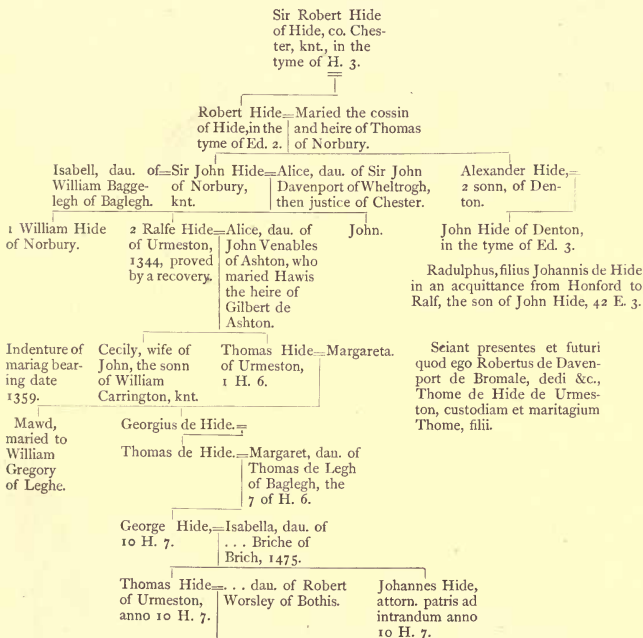 Sir Robert Hide
of Hide, co. Ches-
ter, knt., in the
tyme of H. 3.
Robert Hide
of Hide, in the
tyme of Ed. 2.
Maried the cossin
and heire of Thomas
of Norbury.
Isabell, dau. of
William Bagge-
legh of Baglegh.
Sir John Hide
of Norbury,
knt.
Alice, dau. of Sir John
Davenport of Wheltrogh,
then justice of Chester.
Alexander Hide,
2 sonn, of Den-
ton.
1 William Hide
of Norbury.
2 Ralfe Hide
of Urmeston,
1344, proved
by a recovery.
Alice, dau. of
John Venables
of Ashton, who
maried Hawis
the heire of
Gilbert de
Ashton.
John.
John Hide of Denton,
in the tyme of Ed. 3.
Radulphus, filius Johannis de Hide
in an acquittance from Honford to
Ralf, the son of John Hide, 42 E. 3.
Indenture of
mariag bear-
ing date
1359.
Cecily, wife of
John, the sonn
of William
Carrington, knt.
Thomas Hide
of Urmeston,
1 H. 6.
Margareta.
Sciant presentes et futuri
quod ego Robertus de Daven-
port de Bromale, dedi &c.,
Thome de Hide de Urmes-
ton, custodiam et maritagium
Thome, filii.
Mawd,
maried to
William
Gregory
of Leghe.
Georgius de Hide.
Thomas de Hide.
Margaret, dau. of
Thomas de Legh
of Baglegh, the
7 of H. 6.
George Hide,
10 H. 7.
Isabella, dau. of
. . . Briche of
Brich, 1475.
Thomas Hide
of Urmeston,
anno 10 H. 7.
. . . dau. of Robert
Worsley of Bothis.
Johannes Hide,
attorn. patris ad
intrandum anno
10 H. 7.